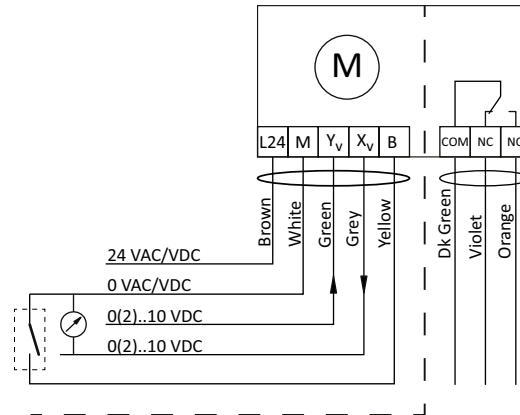 M
L24 M Yv Xv B
COM NC
Brown
White
Green
Grey
Yellow
Dk Green
Violet
Orange
24 VAC/VDC
0 VAC/VDC
0(2)..10 VDC
0(2)..10 VDC